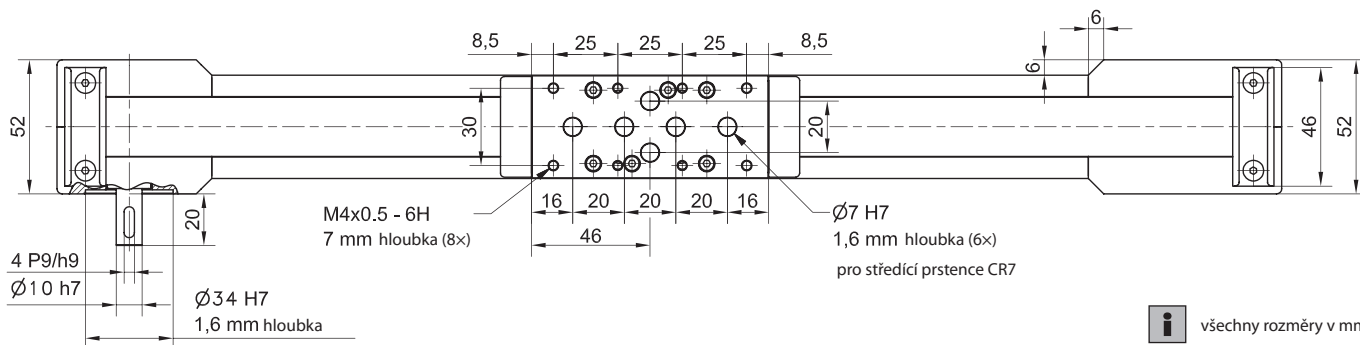 6
8,5 25 25 25 8,5
6
52
30
20
46
52
20
16 20 20 20 16
M4x0.5 - 6H
7 mm hloubka (8×)
46
Ø7 H7
1,6 mm hloubka (6×)
pro středící prstence CR7
4 P9/h9
Ø10 h7
Ø34 H7
1,6 mm hloubka
i všechny rozměry v mm